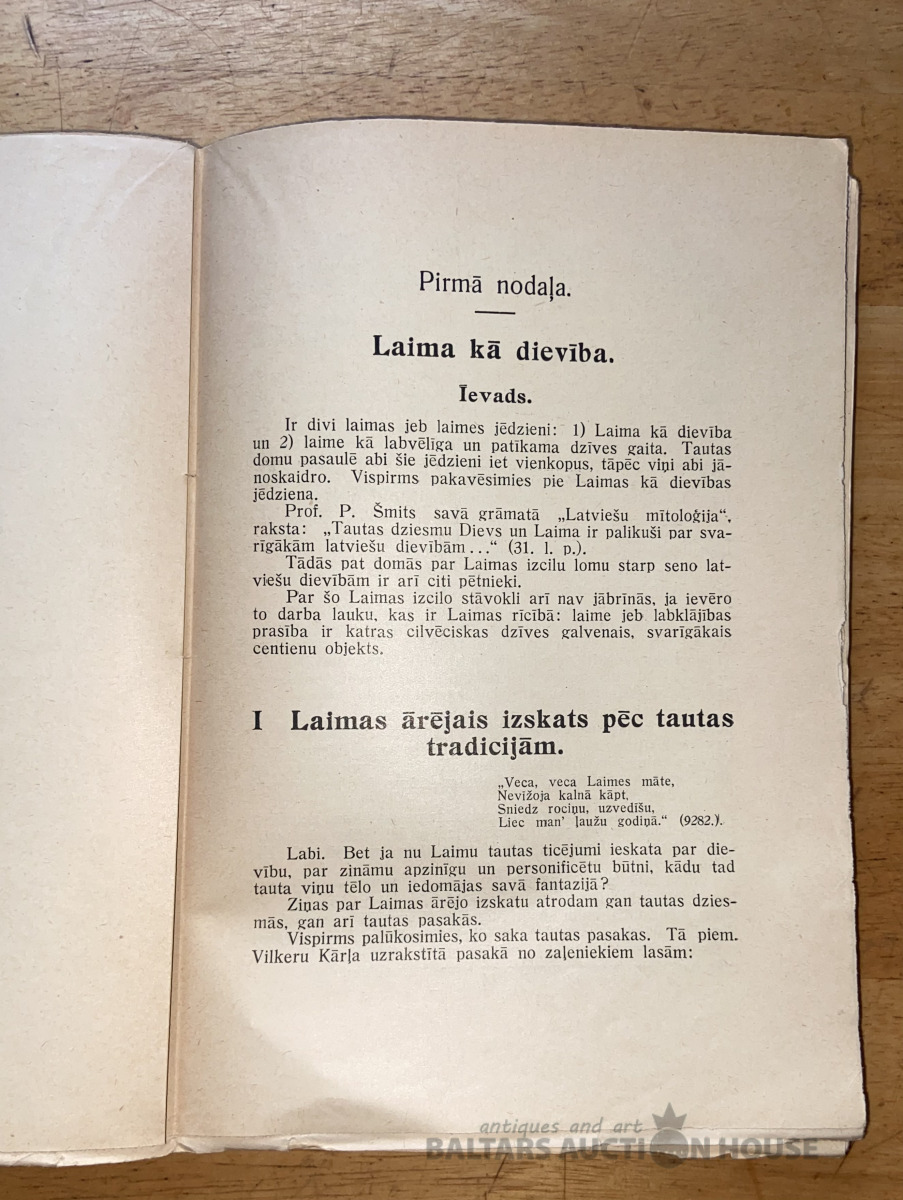 Pirmā nodaļa.
Laima kā dievība.
Īevads.
Ir divi laimas jeb laimes jēdzieni: 1) Laima kā dievība
un 2) laime kā labvēlīga un patīkama dzīves gaita. Tautas
domu pasaulē abi šie jēdzieni iet vienkopus, tāpēc viņi abi jā-
noskaidro. Vispirms pakavēsimies pie Laimas kā dievības
jēdziena.
Prof. P. Šmits savā grāmatā „Latviešu mītoloģija“,
raksta: „Tautas dziesmu Dievs un Laima ir palikuši par sva-
rīgākām latviešu dievībām...“ (31. l. p.).
Tādās pat domās par Laimas izcilu lomu starp seno lat-
viešu dievībām ir arī citi pētnieki.
Par šo Laimas izcilo stāvokli arī nav jābrīnās, ja ievēro
to darba lauku, kas ir Laimas rīcībā: laime jeb labklājības
prasība ir katras cilvēciskas dzīves galvenais, svarīgākais
centienu objekts.
I Laimas ārējais izskats pēc tautas
tradicijām.
„Veca, veca Laimes māte,
Nevižoja kalnā kāpt,
Sniedz rociņu, uzvedīšu,
Liec man' ļaužu godiņā.“ (9282.).
Labi. Bet ja nu Laimu tautas ticējumi ieskata par die-
vību, par zināmu apzinīgu un personificētu būtni, kādu tad
tauta viņu tēlo un iedomājas savā fantazijā?
Ziņas par Laimas ārējo izskatu atrodam gan tautas dzies-
mās, gan arī tautas pasakās.
Vispirms palūkosimies, ko saka tautas pasakas. Tā piem.
Vilkeru Kārļa uzrakstītā pasakā no zaļeniekiem lasām:
antiques and art
BALTARS AUCTION HOUSE